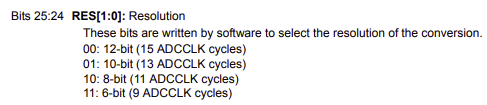 Bits 25:24 RES[1:0]: Resolution
These bits are written by software to select the resolution of the conversion.
00: 12-bit (15 ADCCLK cycles)
01: 10-bit (13 ADCCLK cycles)
10: 8-bit (11 ADCCLK cycles)
11: 6-bit (9 ADCCLK cycles)